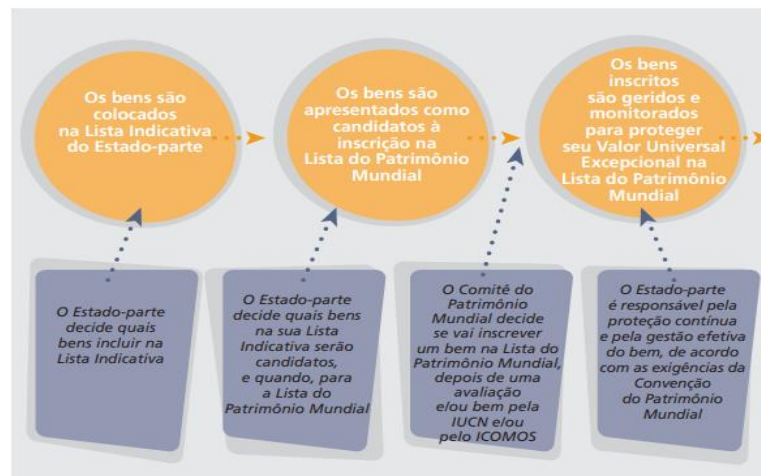 Os bens são
colocados
na Lista Indicativa
do Estado-parte
Os bens são
apresentados como
candidatos à
inscrição na
Lista do Patrimônio
Mundial
Os bens
inscritos
são geridos e
monitorados
para proteger
seu Valor Universal
Excepcional na
Lista do Patrimônio
Mundial
O Estado-parte
decide quais
bens incluir na
Lista Indicativa
O Estado-parte
decide quais bens
na sua Lista
Indicativa serão
candidatos,
e quando, para
a Lista do
Patrimônio Mundial
O Comitê do
Patrimônio
Mundial decide
se vai inscrever
um bem na Lista do
Patrimônio Mundial,
depois de uma
avaliação
elou bem pela
IUCN elou
pelo ICOMOS
O Estado-parte
é responsável pela
proteção contínua
e pela gestão efetiva
do bem, de acordo
com as exigências da
Convenção
do Patrimônio
Mundial